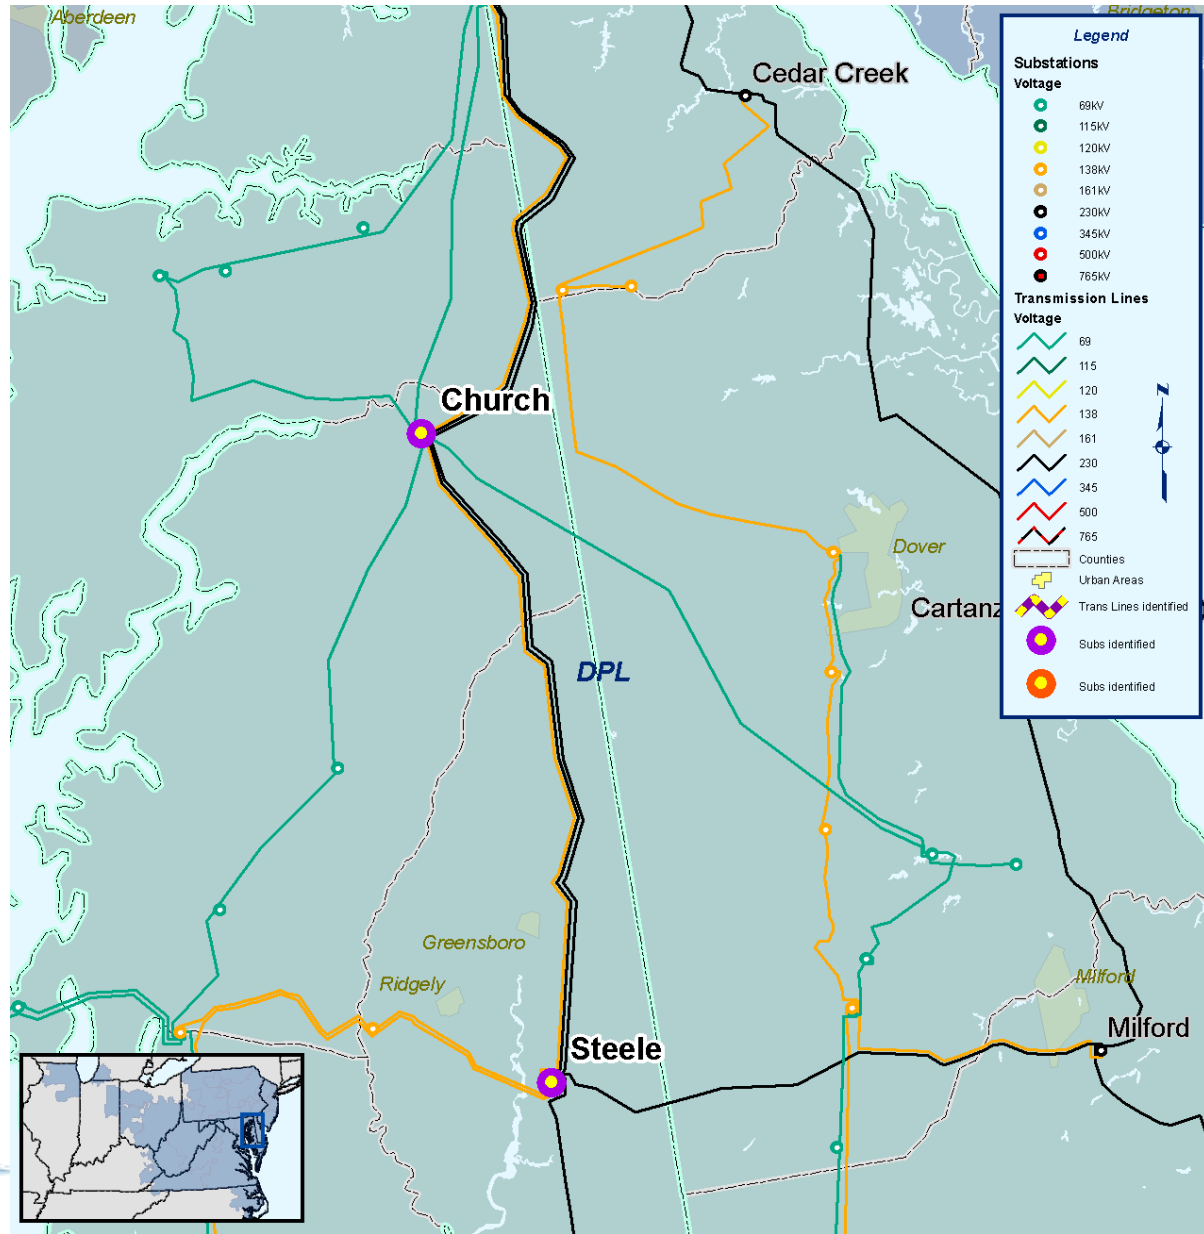 Aberdeen
Bridgeton
Cedar Creek
Church
Dover
Cartanz
DPL
Greensboro
Ridgely
Milford
Milford
Steele
Legend
Substations
Voltage
69kV
115kV
120kV
138kV
161kV
230kV
345kV
500kV
765kV
Transmission Lines
Voltage
69
115
120
138
161
230
345
500
765
Counties
Urban Areas
Trans Lines identified
Subs identified
Subs identified
N